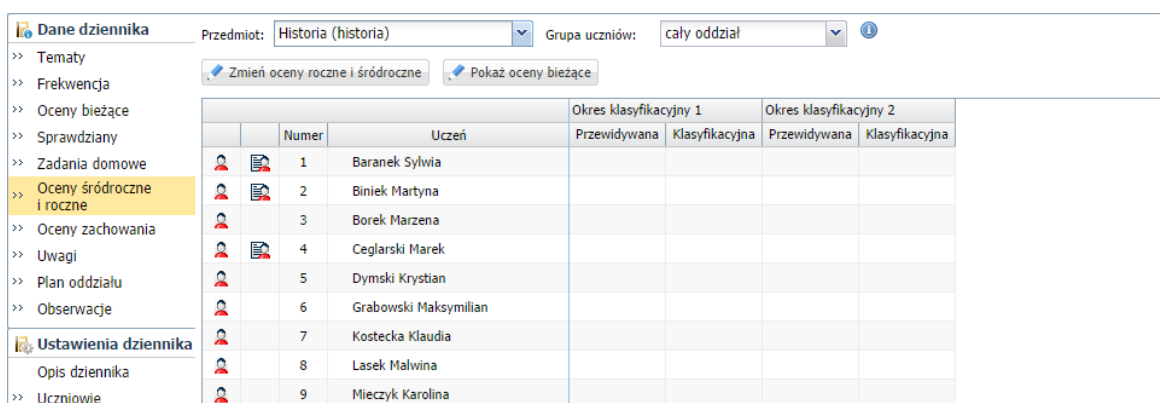 Dane dziennika
>> Tematy
>> Frekwencja
>> Oceny bieżące
>> Sprawdziany
>> Zadania domowe
>> Oceny śródroczne
i roczne
>> Oceny zachowania
>> Uwagi
>> Plan oddziału
>> Obserwacje
Ustawienia dziennika
Opis dziennika
>> Uczniowie
Przedmiot: Historia (historia) Grupa uczniów: cały oddział
Zmień oceny roczne i śródroczne Pokaż oceny bieżące
Okres klasyfikacyjny 1 Okres klasyfikacyjny 2
Numer Uczeń Przewidywana Klasyfikacyjna Przewidywana Klasyfikacyjna
1 Baranek Sylwia
2 Biniek Martyna
3 Borek Marzena
4 Ceglarski Marek
5 Dymski Krystian
6 Grabowski Maksymilian
7 Kostecka Klaudia
8 Lasek Malwina
9 Mieczyk Karolina